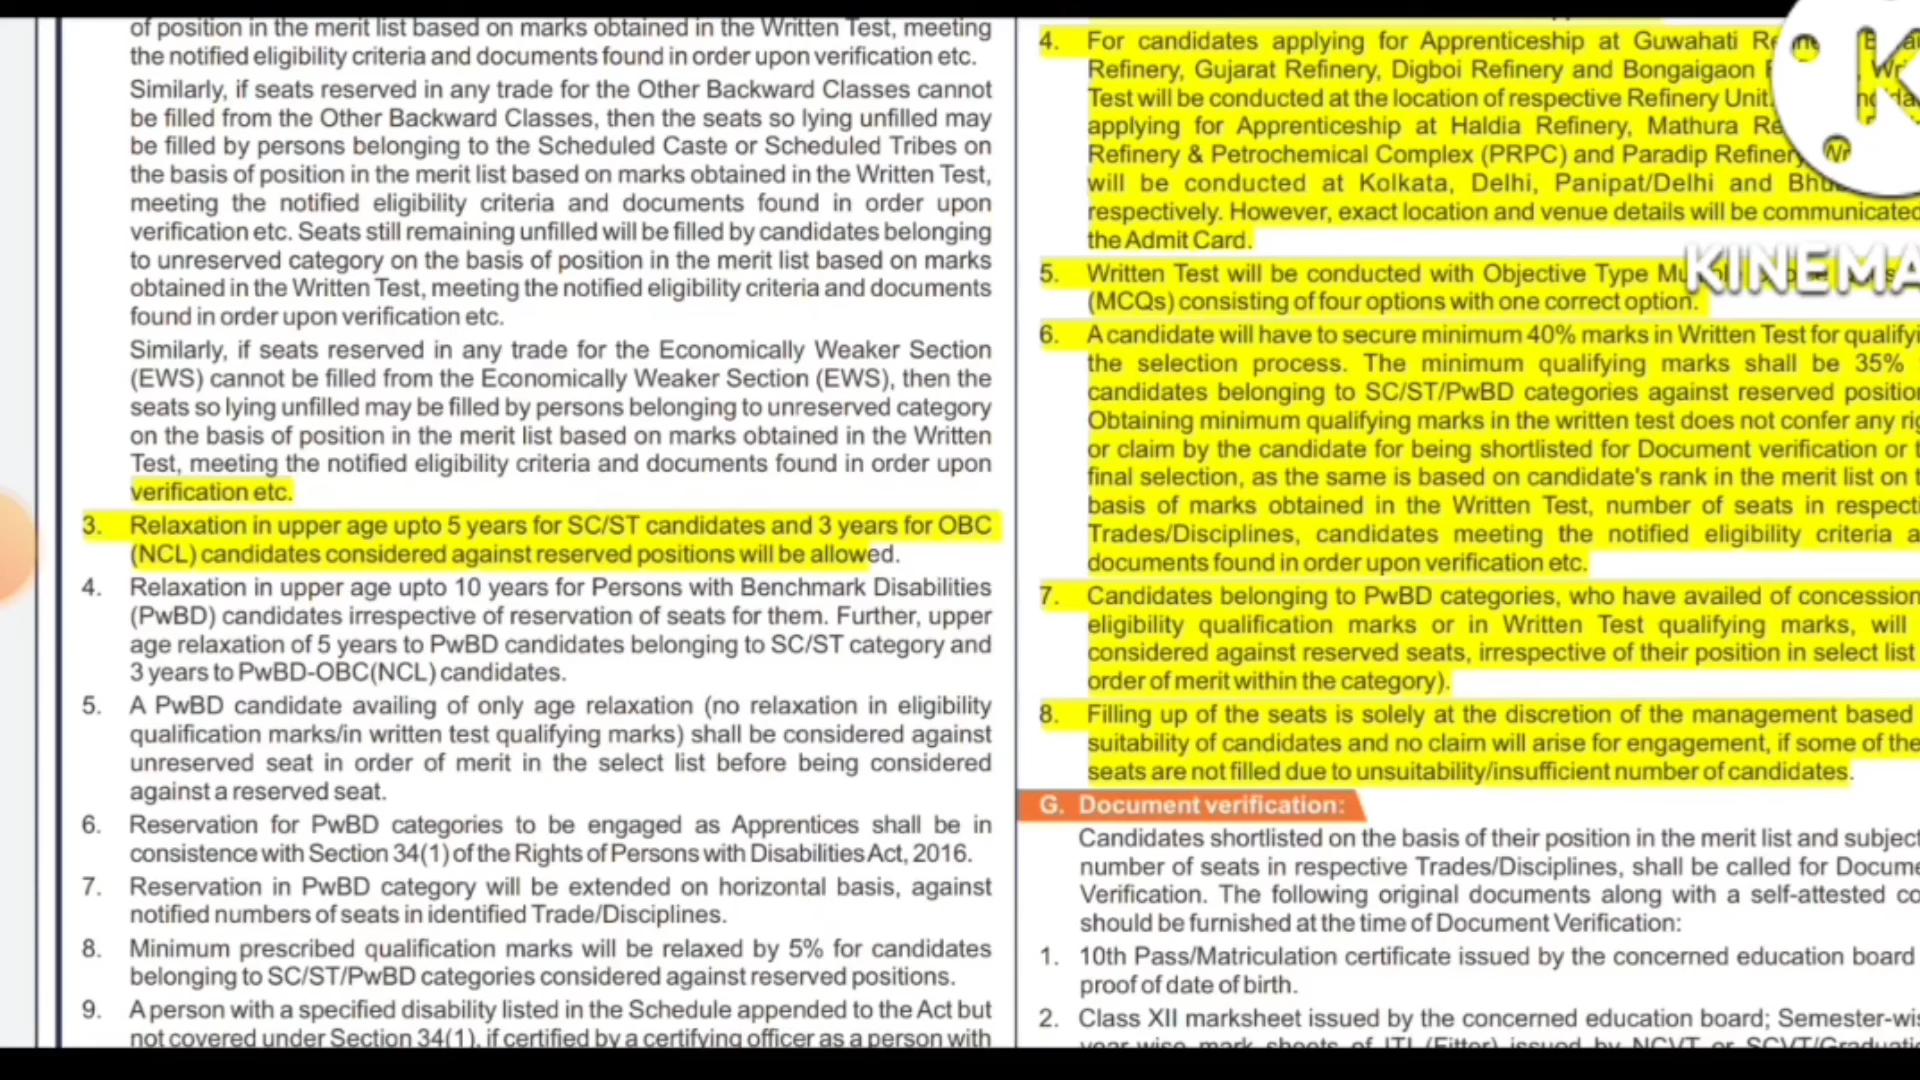 of position in the merit list based on marks obtained in the Written Test, meeting
the notified eligibility criteria and documents found in order upon verification etc.
Similarly, if seats reserved in any trade for the Other Backward Classes cannot
be filled from the Other Backward Classes, then the seats so lying unfilled may
be filled by persons belonging to the Scheduled Caste or Scheduled Tribes on
the basis of position in the merit list based on marks obtained in the Written Test,
meeting the notified eligibility criteria and documents found in order upon
verification etc. Seats still remaining unfilled will be filled by candidates belonging
to unreserved category on the basis of position in the merit list based on marks
obtained in the Written Test, meeting the notified eligibility criteria and documents
found in order upon verification etc.
Similarly, if seats reserved in any trade for the Economically Weaker Section
(EWS) cannot be filled from the Economically Weaker Section (EWS), then the
seats so lying unfilled may be filled by persons belonging to unreserved category
on the basis of position in the merit list based on marks obtained in the Written
Test, meeting the notified eligibility criteria and documents found in order upon
verification etc.
3. Relaxation in upper age upto 5 years for SC/ST candidates and 3 years for OBC
(NCL) candidates considered against reserved positions will be allowed.
4. Relaxation in upper age upto 10 years for Persons with Benchmark Disabilities
(PwBD) candidates irrespective of reservation of seats for them. Further, upper
age relaxation of 5 years to PwBD candidates belonging to SC/ST category and
3 years to PwBD-OBC(NCL) candidates.
5. A PwBD candidate availing of only age relaxation (no relaxation in eligibility
qualification marks/in written test qualifying marks) shall be considered against
unreserved seat in order of merit in the select list before being considered
against a reserved seat.
6. Reservation for PwBD categories to be engaged as Apprentices shall be in
consistence with Section 34(1) of the Rights of Persons with Disabilities Act, 2016.
7. Reservation in PwBD category will be extended on horizontal basis, against
notified numbers of seats in identified Trade/Disciplines.
8. Minimum prescribed qualification marks will be relaxed by 5% for candidates
belonging to SC/ST/PwBD categories considered against reserved positions.
9. A person with a specified disability listed in the Schedule appended to the Act but
not covered under Section 34(1), if certified by a certifying officer as a person with
4. For candidates applying for Apprenticeship at Guwahati
Refinery, Gujarat Refinery, Digboi Refinery and Bongaigaon
Test will be conducted at the location of respective Refinery Unit.
applying for Apprenticeship at Haldia Refinery, Mathura
Refinery & Petrochemical Complex (PRPC) and Paradip Refinery,
will be conducted at Kolkata, Delhi, Panipat/Delhi and
respectively. However, exact location and venue details will be communicated
the Admit Card.
5. Written Test will be conducted with Objective Type
(MCQs) consisting of four options with one correct option.
6. A candidate will have to secure minimum 40% marks in Written Test for
the selection process. The minimum qualifying marks shall be 35%
candidates belonging to SC/ST/PwBD categories against reserved
Obtaining minimum qualifying marks in the written test does not confer any
or claim by the candidate for being shortlisted for Document verification or
final selection, as the same is based on candidate's rank in the merit list on
basis of marks obtained in the Written Test, number of seats in
Trades/Disciplines, candidates meeting the notified eligibility criteria
documents found in order upon verification etc.
7. Candidates belonging to PwBD categories, who have availed of concession
eligibility qualification marks or in Written Test qualifying marks, will
considered against reserved seats, irrespective of their position in select list
order of merit within the category).
8. Filling up of the seats is solely at the discretion of the management based
suitability of candidates and no claim will arise for engagement, if some of the
seats are not filled due to unsuitability/insufficient number of candidates.
G. Document verification:
Candidates shortlisted on the basis of their position in the merit list and subject
number of seats in respective Trades/Disciplines, shall be called for
Verification. The following original documents along with a self-attested
should be furnished at the time of Document Verification:
1. 10th Pass/Matriculation certificate issued by the concerned education board
proof of date of birth.
2. Class XII marksheet issued by the concerned education board;
year-wise mark sheets of ITI (Fitter) issued by NCVT or
K
KINEMA